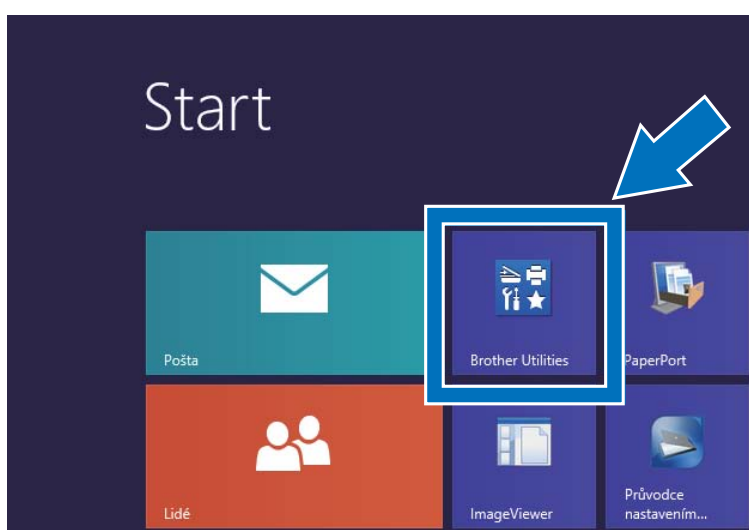 Start
Pošta
Brother Utilities
PaperPort
Lidé
ImageViewer
Průvodce
nastavením...